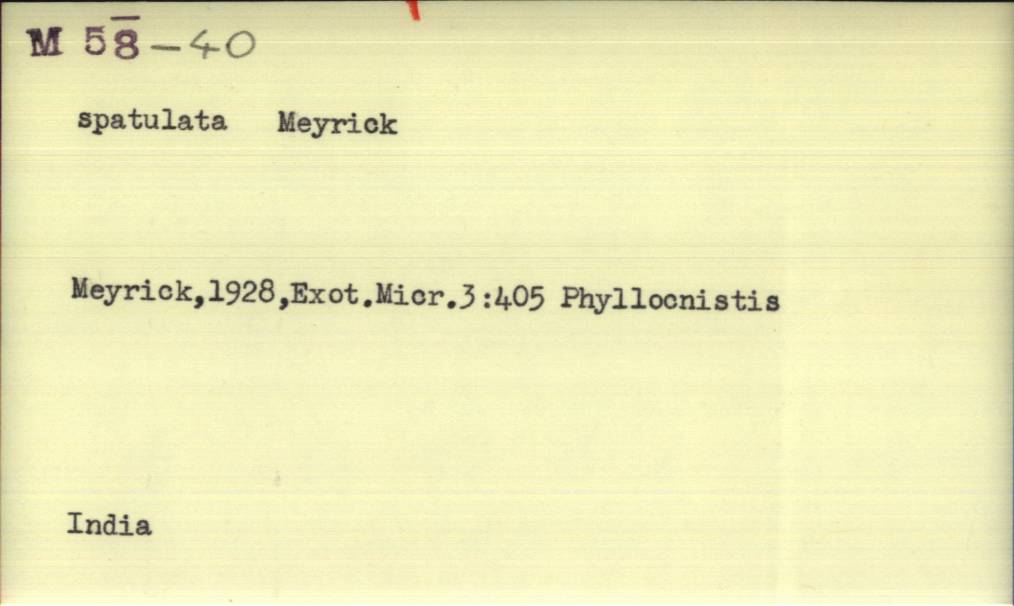 M 58-40
spatulata Meyrick
Meyrick,1928,Exot.Micr.3:405 Phyllocnistis
India